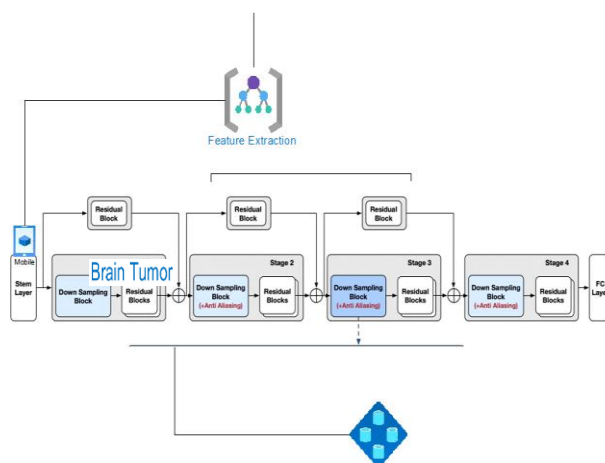 Feature Extraction
Residual
Block
Residual
Block
Residual
Block
Mobile
Stem
Layer
Brain Tumor
Down Sampling
Block
Residual
Blocks
Stage 2
Down Sampling
Block
(+Anti Aliasing)
Residual
Blocks
Stage 3
Down Sampling
Block
(+Anti Aliasing)
Residual
Blocks
Stage 4
Down Sampling
Block
(+Anti Aliasing)
Residual
Blocks
FC
Lay